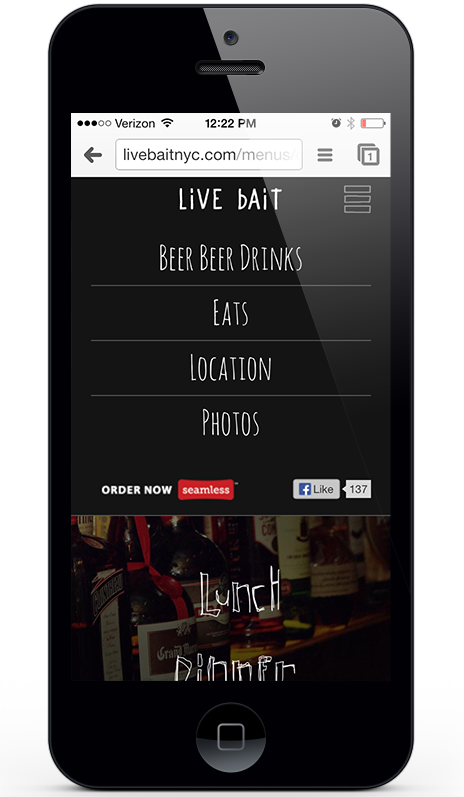 Verizon 12:22 PM
livebaitnyc.com/menus/
1
LiVE bAiT
Beer Beer Drinks
Eats
Location
Photos
ORDER NOW seamless
Like 137
Lunch
Dinner